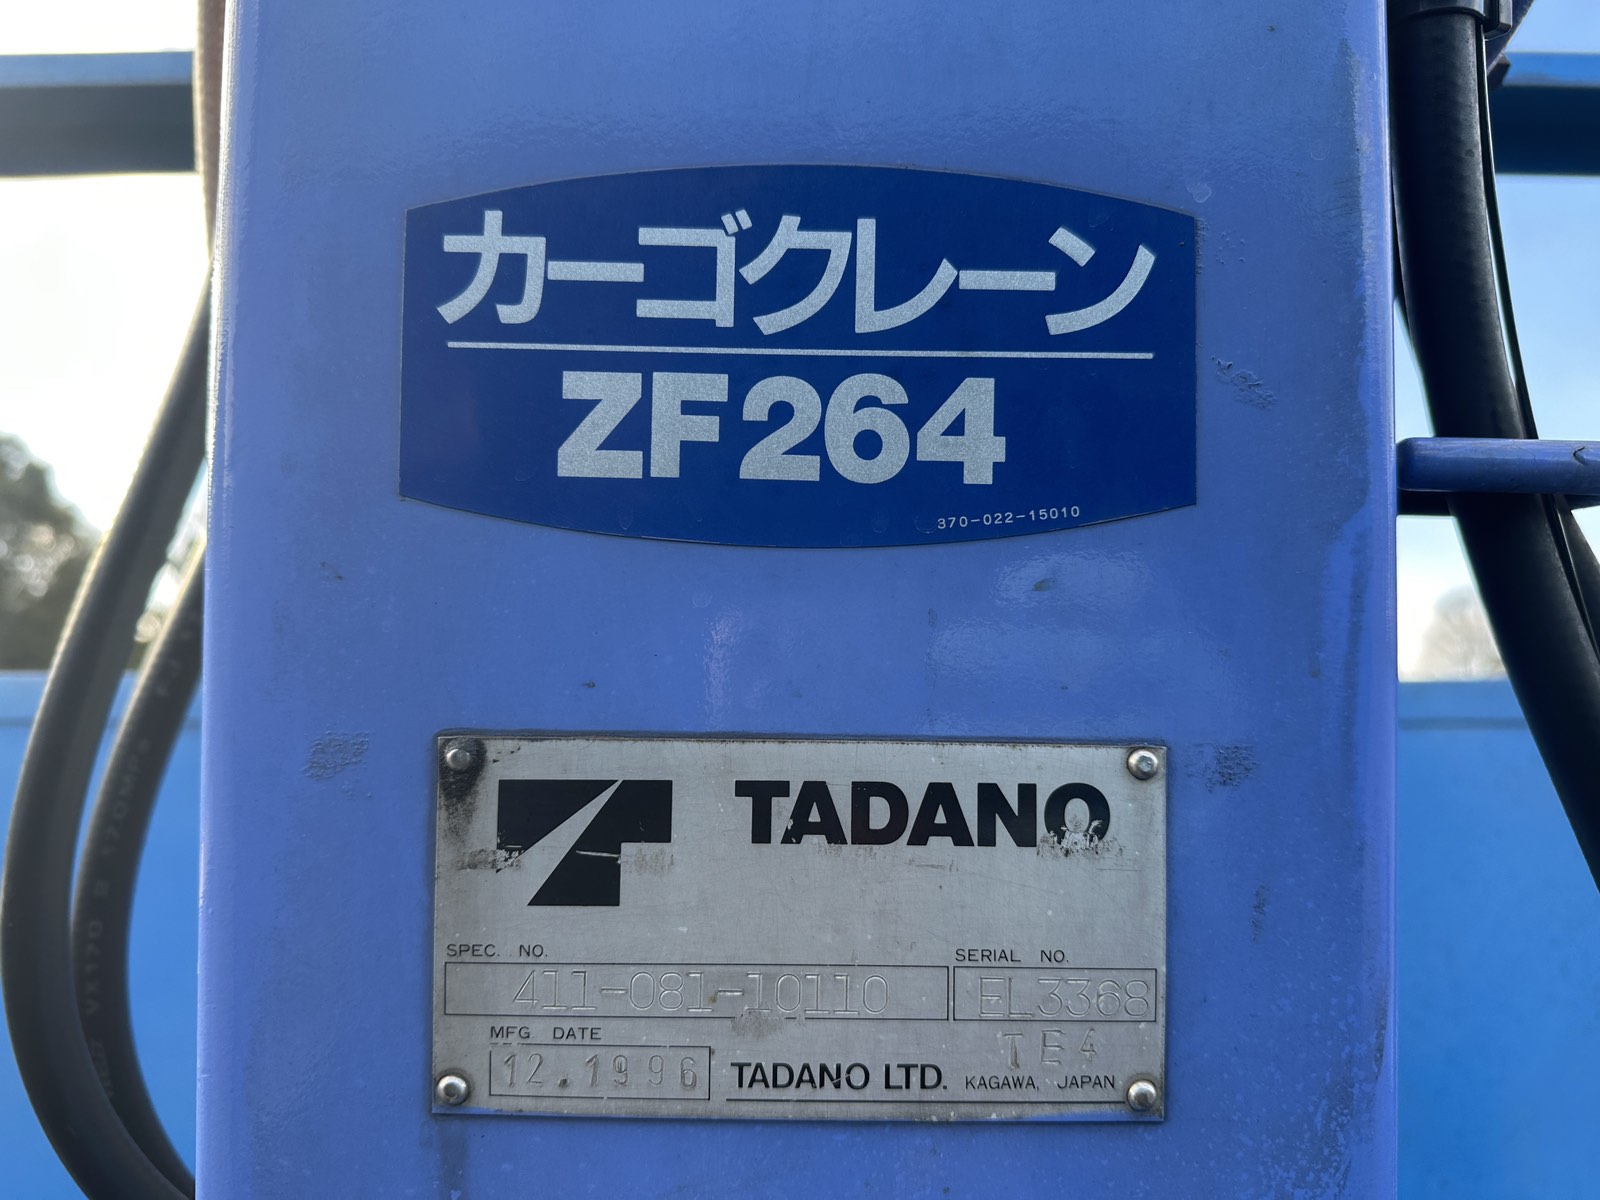 カーゴクレーン
ZF264
370-022-15010
TADANO
SPEC. NO.
411-081-10110
SERIAL NO.
EL3368
MFG DATE
12.1996
TE4
TADANO LTD. KAGAWA, JAPAN